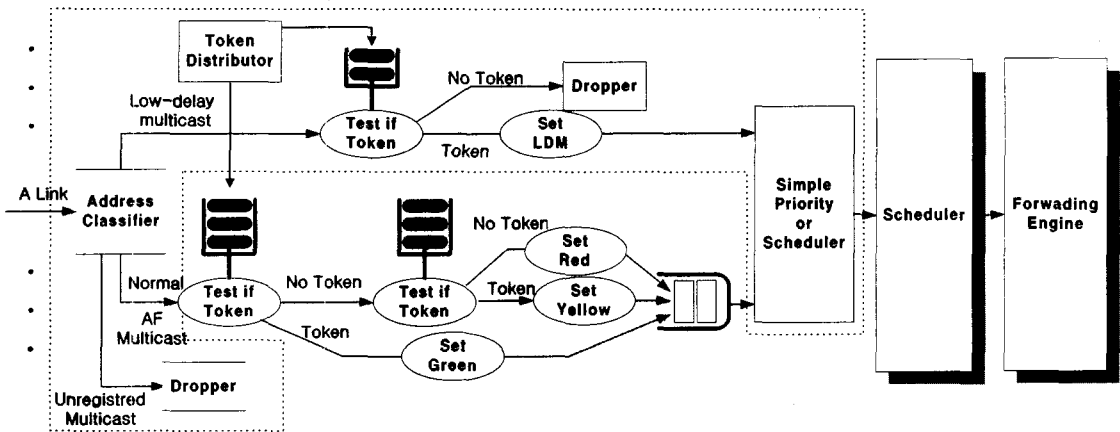 Token
Distributor
No Token
Dropper
Low-delay
multicast
Test if
Token
Token
Set
LDM
A Link
Address
Classifier
Simple
Priority
or
Scheduler
Scheduler
Forwading
Engine
No Token
Set
Red
Normal
AF
Multicast
Test if
Token
No Token
Test if
Token
Token
Set
Yellow
Token
Set
Green
Dropper
Unregistred
Multicast